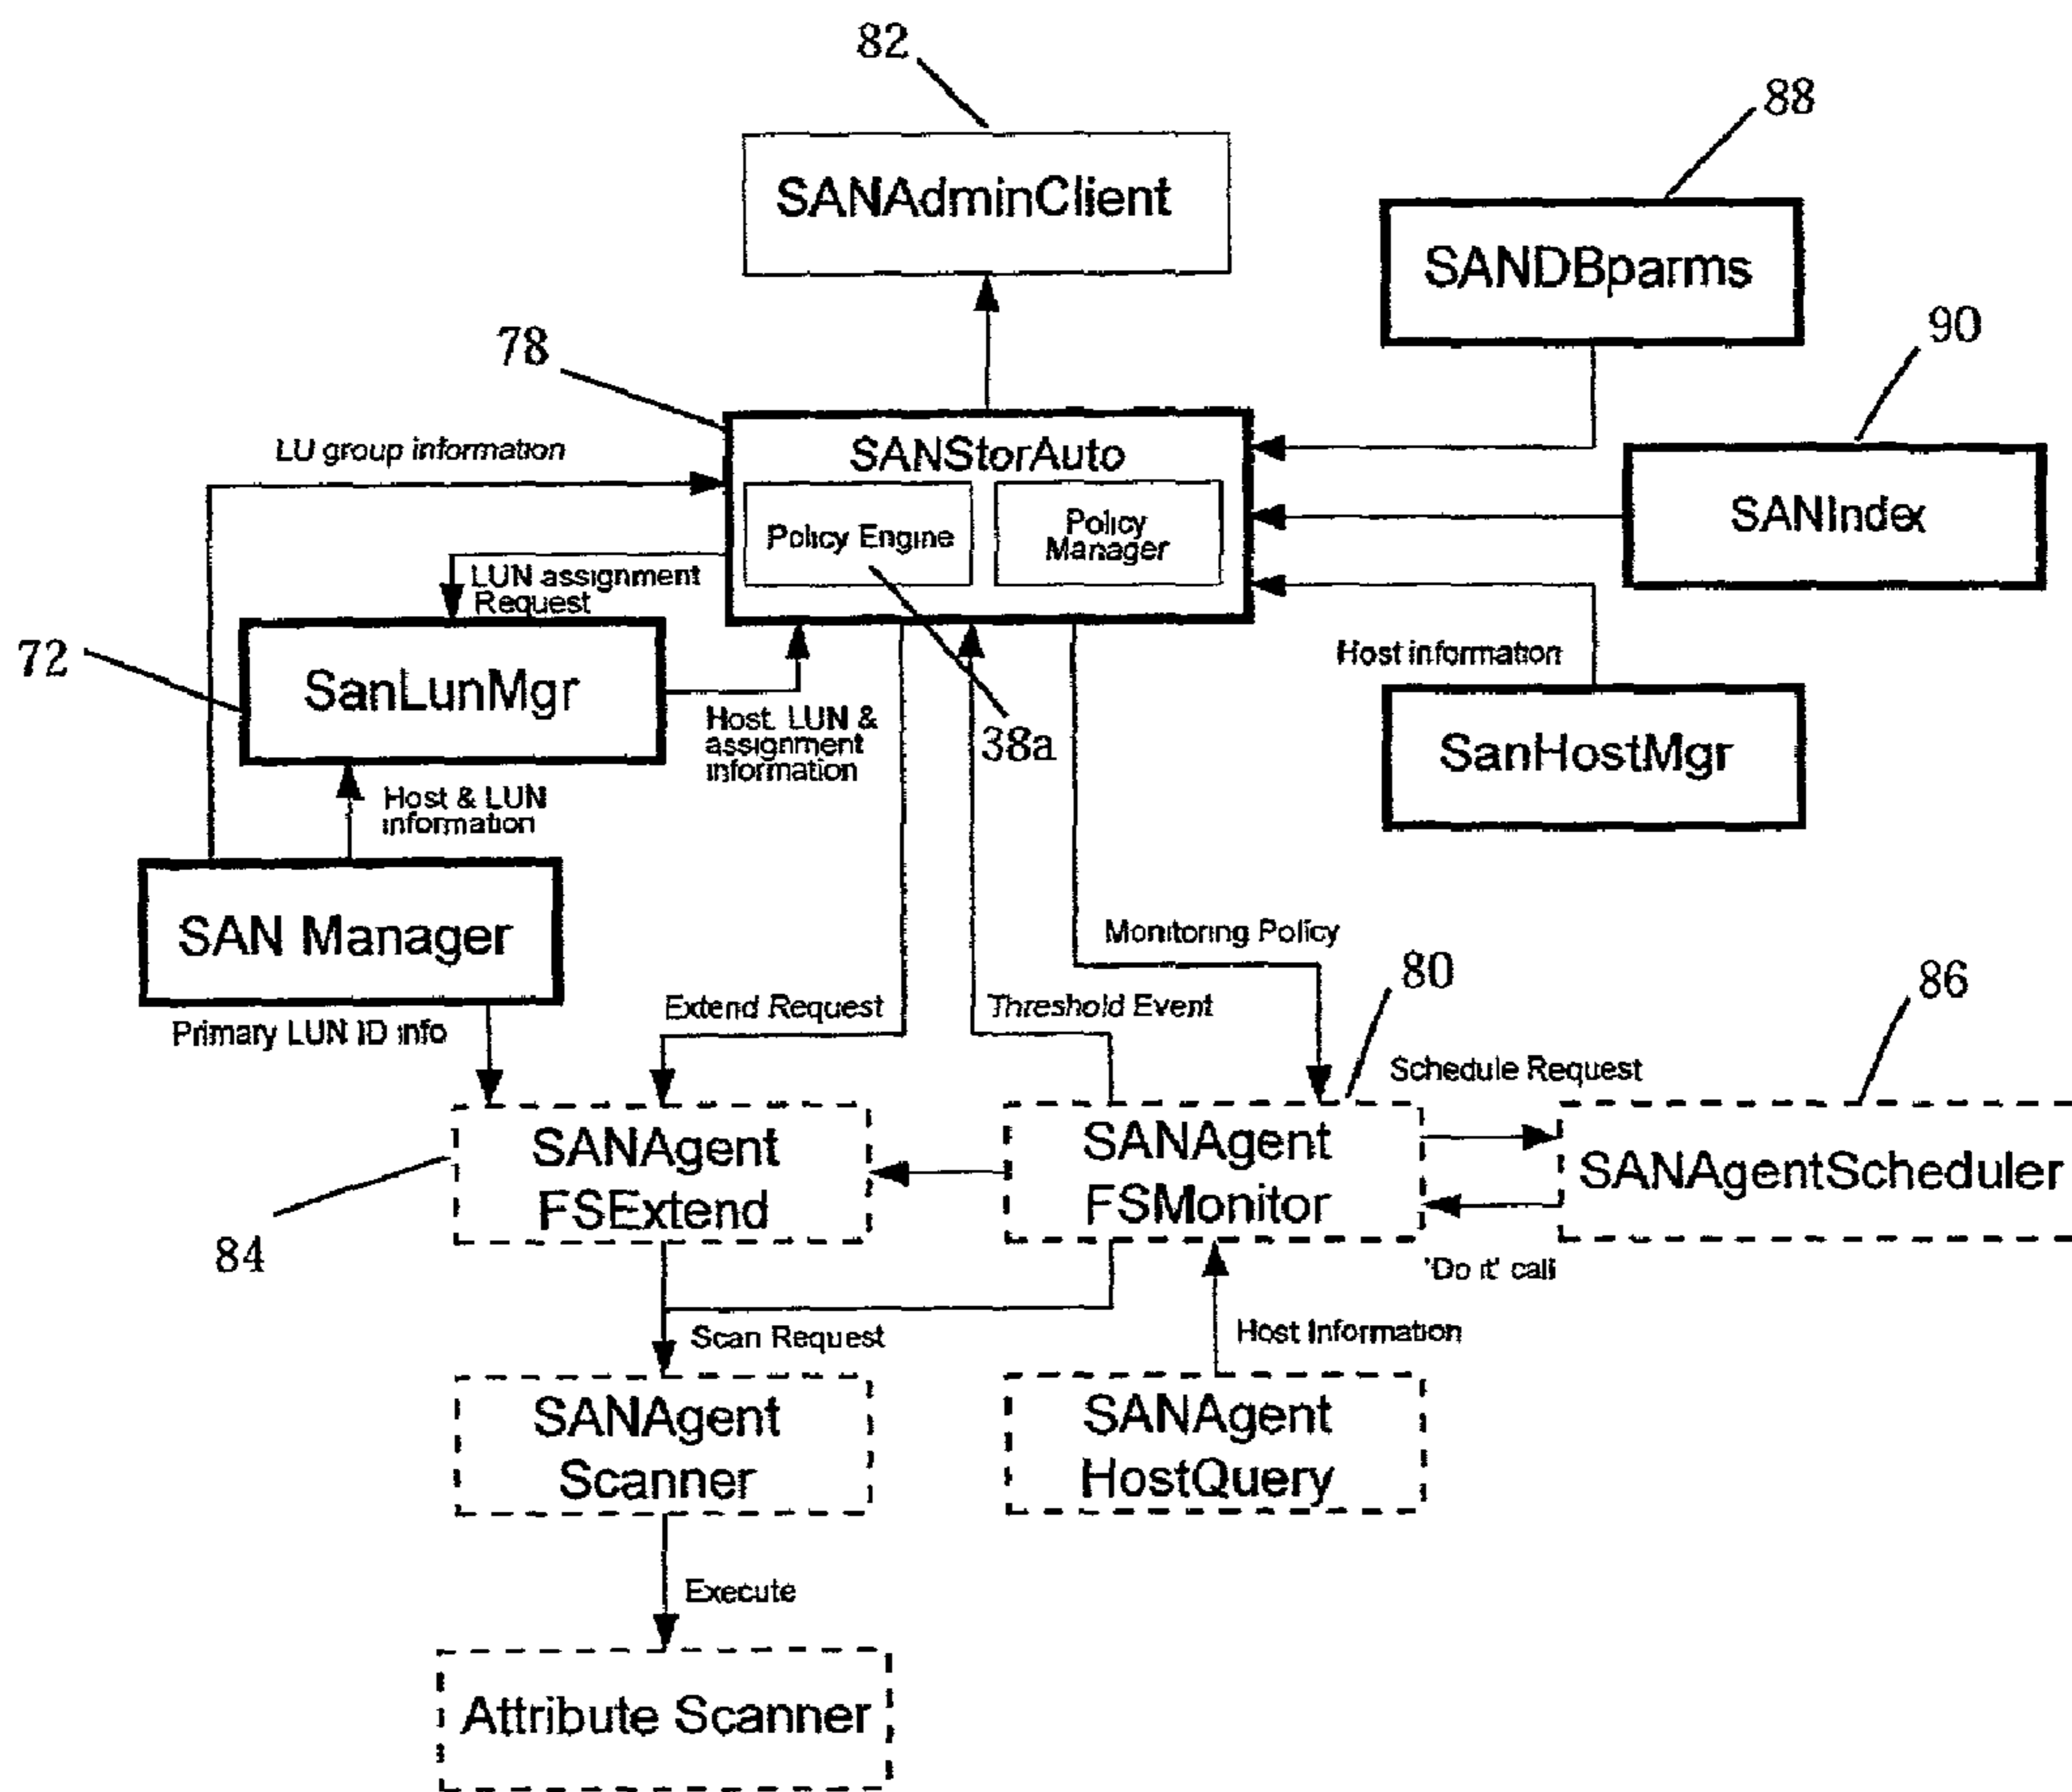 82
88
SANAdminClient
SANDBparms
90
78
LU group information
SANStorAuto
SANIndex
Policy Engine
Policy
Manager
LUN assignment
Request
72
SanLunMgr
Host. LUN &
assignment
information
38a
Host information
SanHostMgr
Host & LUN
information
SAN Manager
Monitoring Policy
80
86
Primary LUN ID info
Extend Request
Threshold Event
Schedule Request
SANAgent
FSExtend
SANAgent
FSMonitor
SANAgentScheduler
84
'Do it' call
Scan Request
Host Information
SANAgent
Scanner
SANAgent
HostQuery
Execute
Attribute Scanner